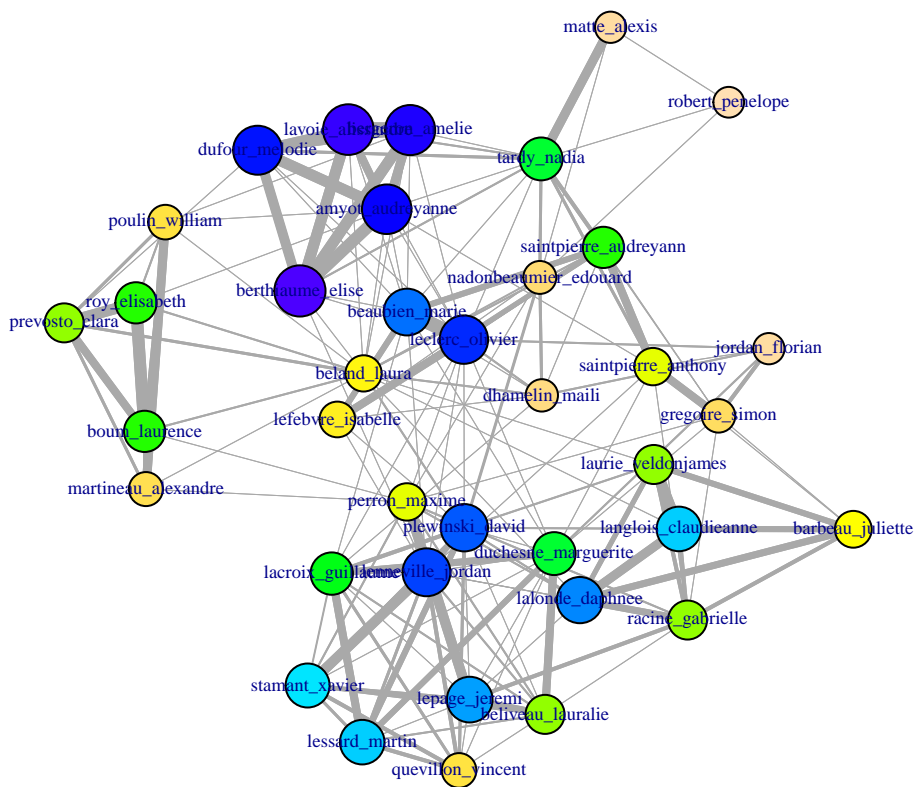 matte_alexis
robert_penelope
dufour_melodie
tardy_nadia
amyot_audreyanne
poulin_william
saintpierre_audreyann
nadonbeaumier_edouard
berthiaume_elise
roy_elisabeth
prevosto_clara
beaubien_marie
leclerc_olivier
jordan_florian
saintpierre_anthony
beland_laura
dhamelin_maili
gregoire_simon
lefebvre_isabelle
boum_laurence
laurie_veldonjames
martineau_alexandre
perron_maxime
plewinski_david
langlois_claudieanne
barbeau_juliette
duchesne_marguerite
lacroix_guillaume
lalonde_daphnee
racine_gabrielle
stamant_xavier
lepage_jeremi
beliveau_lauralie
lessard_martin
quevillon_vincent